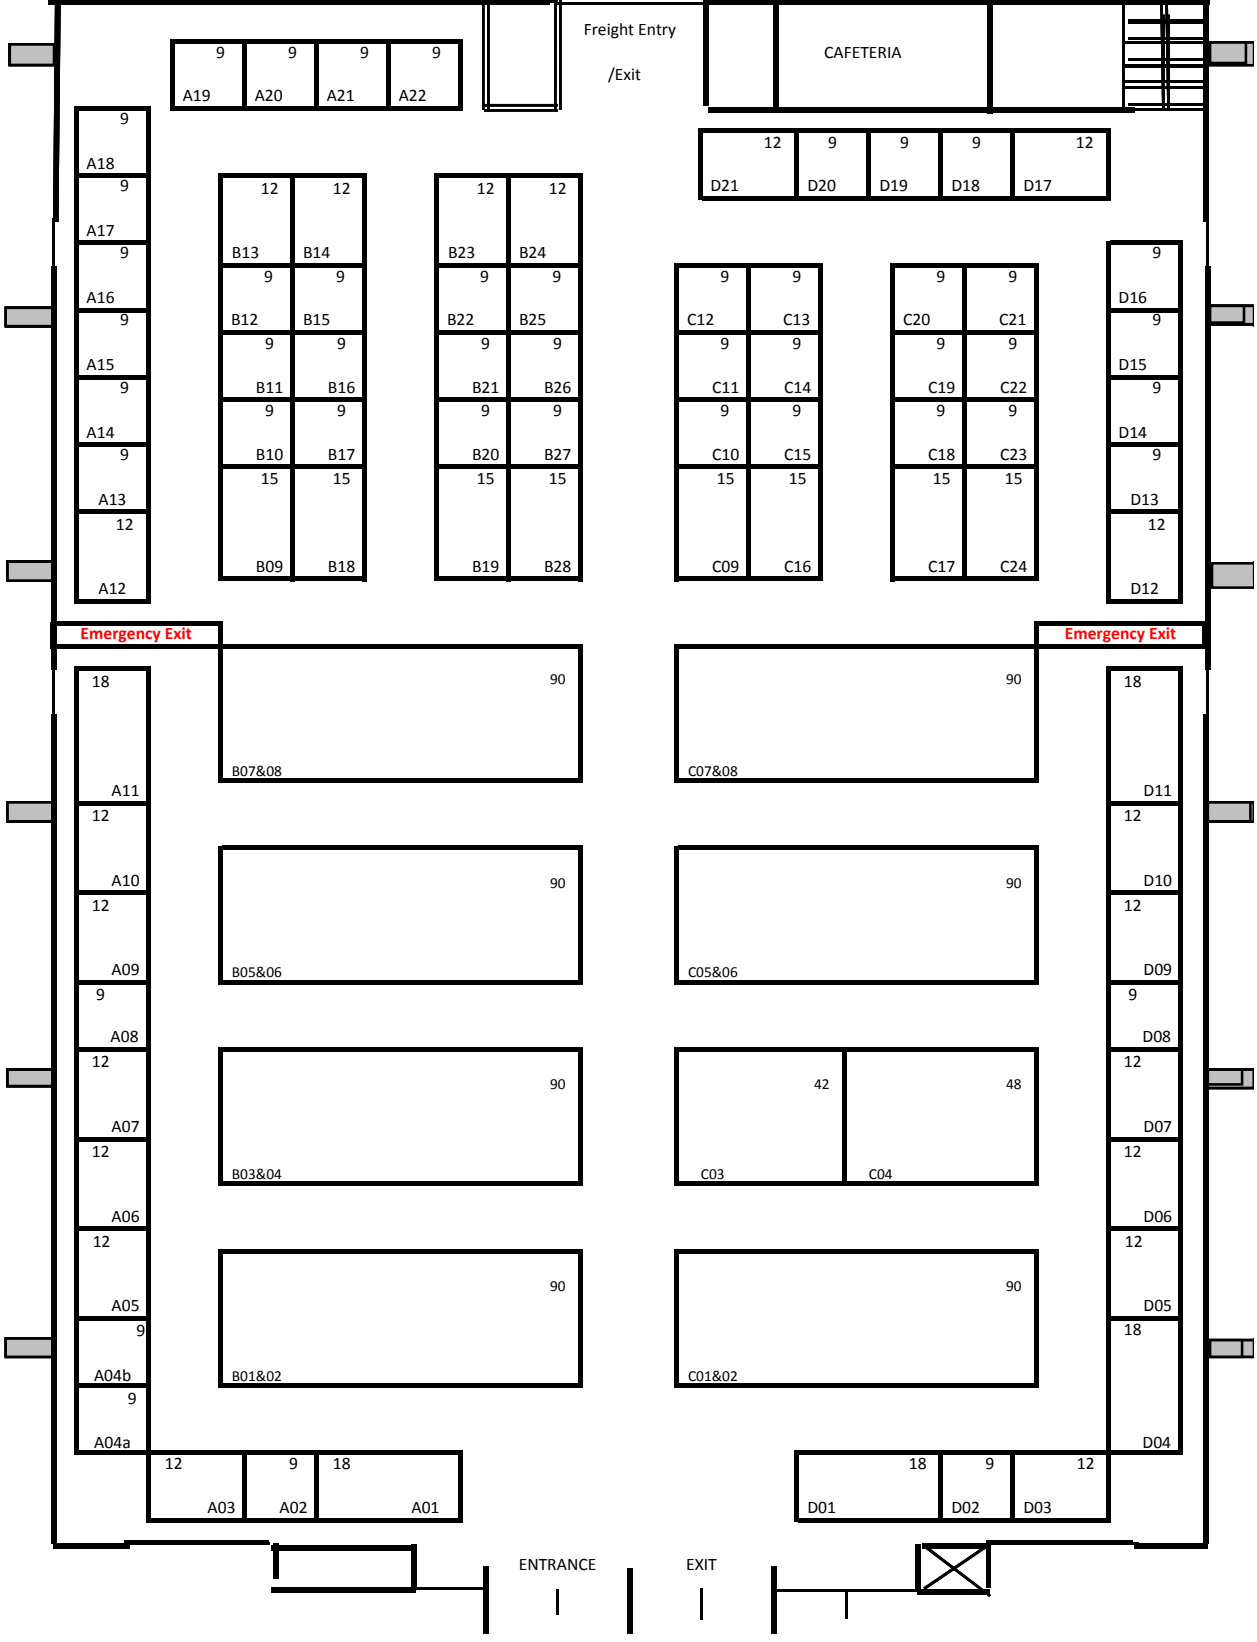 Freight Entry
/Exit
CAFETERIA
9 9 9 9
A19 A20 A21 A22
9
A18
12 9 9 9 12
D21 D20 D19 D18 D17
9
A17
12 12 12 12
B13 B14 B23 B24
9
A16
9
D16
9 9 9 9 9 9 9 9
B12 B15 B22 B25 C12 C13 C20 C21
9 9
A15 D15
9 9 9 9 9 9 9 9
B11 B16 B21 B26 C11 C14 C19 C22
9 9
A14 D14
9 9 9 9 9 9 9 9
B10 B17 B20 B27 C10 C15 C18 C23
9 9
A13 D13
15 15 15 15 15 15 15 15
B09 B18 B19 B28 C09 C16 C17 C24
12 12
A12 D12
Emergency Exit Emergency Exit
18 90 90 18
B07&08 C07&08
A11 D11
12 12
A10 D10
90 90
12 12
A09 B05&06 C05&06 D09
9 9
A08 D08
12 90 42 48 12
A07 D07
12 12
B03&04 C03 C04
A06 D06
12 12
90 90
A05 D05
9 18
A04b B01&02 C01&02
9
A04a D04
12 9 18 18 9 12
A03 A02 A01 D01 D02 D03
ENTRANCE EXIT